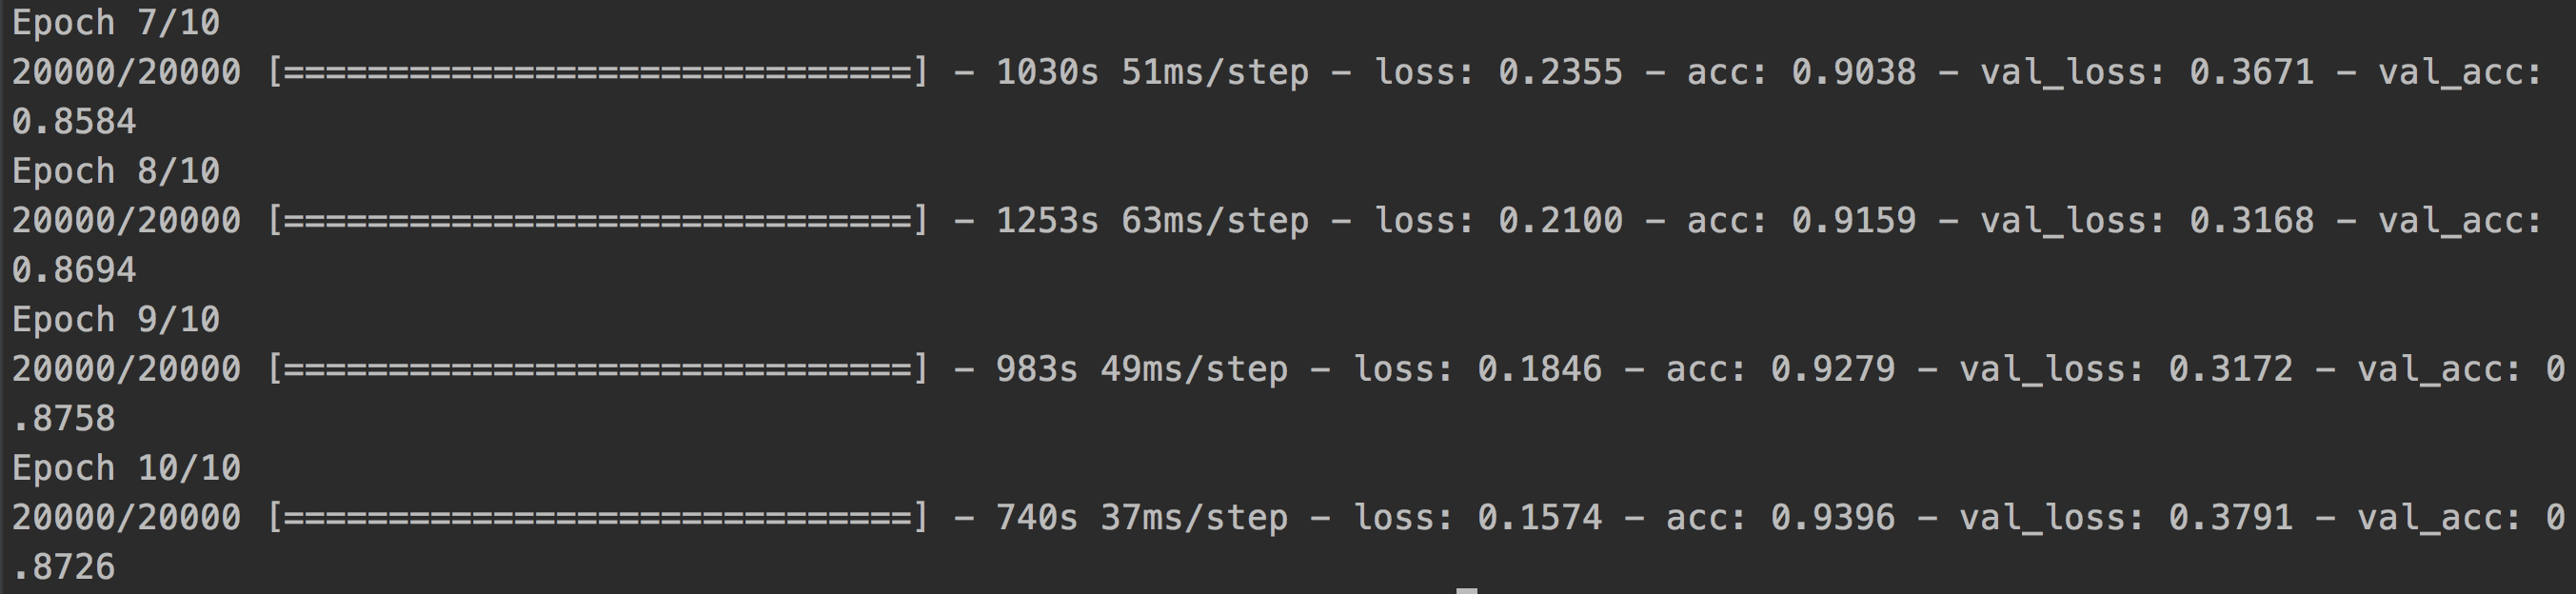 Epoch 7/10
20000/20000 [==============================] - 1030s 51ms/step - loss: 0.2355 - acc: 0.9038 - val_loss: 0.3671 - val_acc:
0.8584
Epoch 8/10
20000/20000 [==============================] - 1253s 63ms/step - loss: 0.2100 - acc: 0.9159 - val_loss: 0.3168 - val_acc:
0.8694
Epoch 9/10
20000/20000 [==============================] - 983s 49ms/step - loss: 0.1846 - acc: 0.9279 - val_loss: 0.3172 - val_acc: 0
.8758
Epoch 10/10
20000/20000 [==============================] - 740s 37ms/step - loss: 0.1574 - acc: 0.9396 - val_loss: 0.3791 - val_acc: 0
.8726